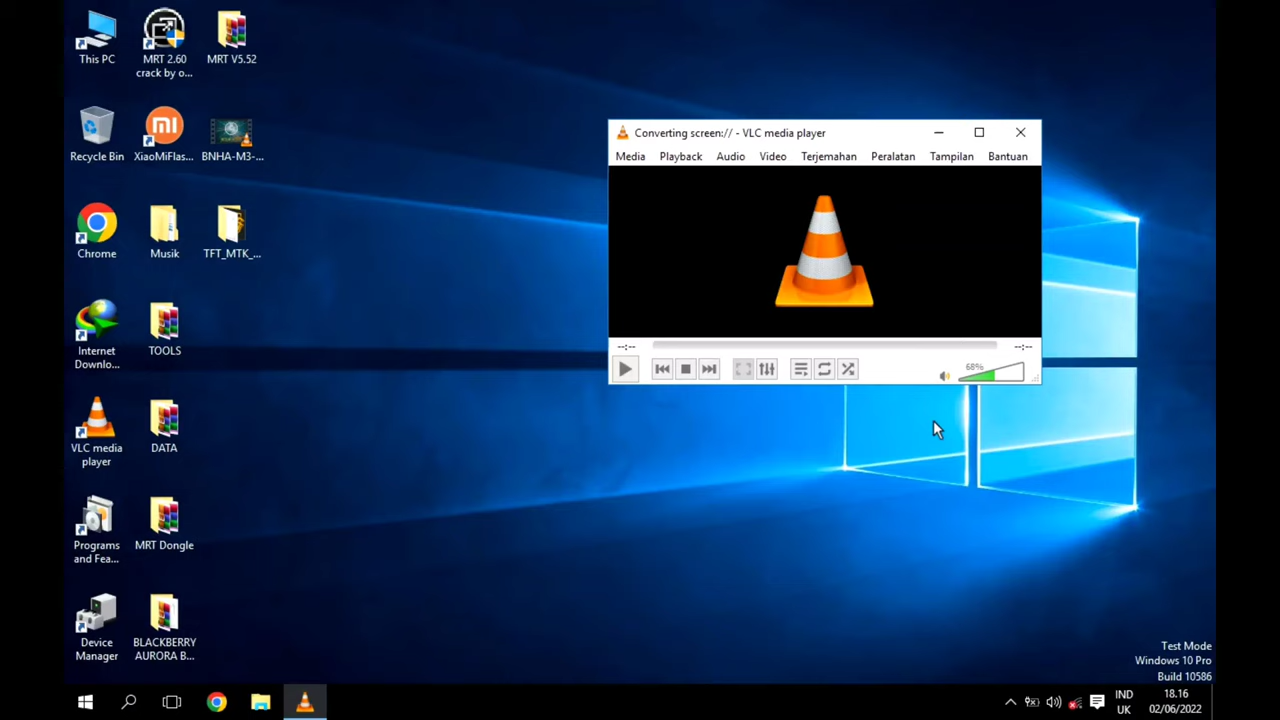 This PC
MRT 2.60
crack by o...
MRT V5.52
Recycle Bin
XiaoMiFlas...
BNHA-M3-...
Chrome
Musik
TFT_MTK_...
Internet
Downlo...
TOOLS
VLC media
player
DATA
Programs
and Fea...
MRT Dongle
Device
Manager
BLACKBERRY
AURORA B...
Converting screen:// - VLC media player
Media Playback Audio Video Terjemahan Peralatan Tampilan Bantuan
--:-- --:--
68%
Test Mode
Windows 10 Pro
Build 10586
IND
UK
18.16
02/06/2022